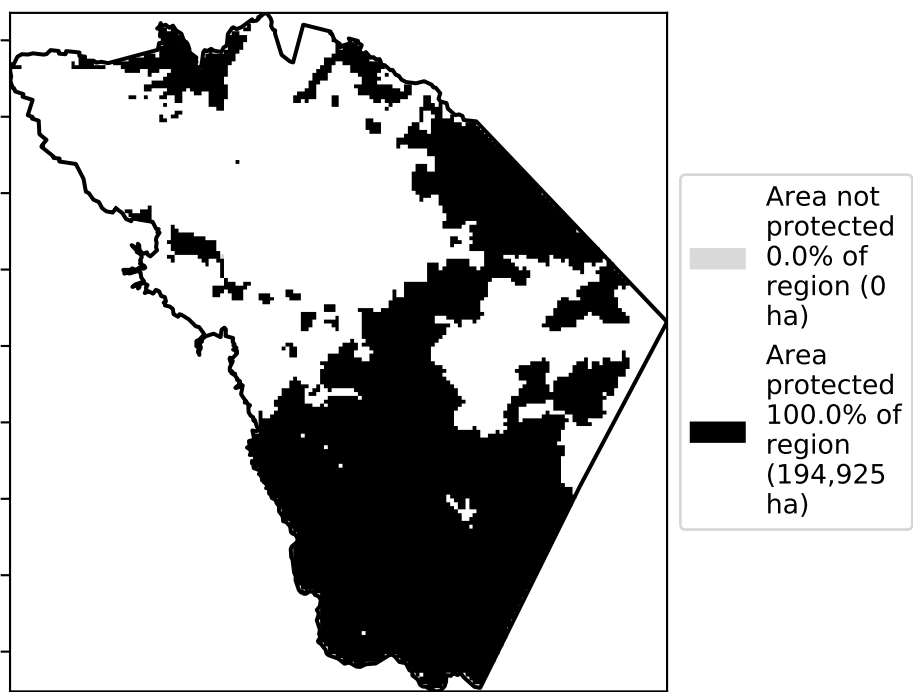 Area not
protected
0.0% of
region (0
ha)
Area
protected
100.0% of
region
(194,925
ha)